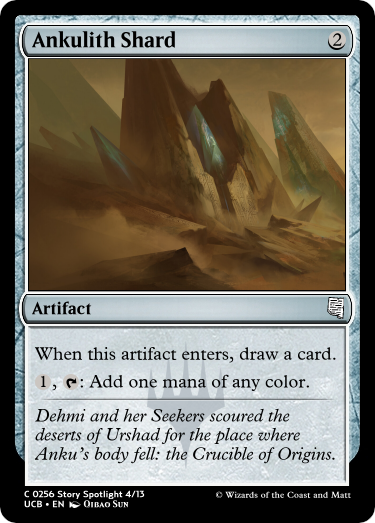 Ankulith Shard 2
Artifact
When this artifact enters, draw a card.
1, : Add one mana of any color.
Dehmi and her Seekers scoured the
deserts of Urshad for the place where
Anku's body fell: the Crucible of Origins.
C 0256 Story Spotlight 4/13
UCB • EN Qibao Sun
© Wizards of the Coast and Matt